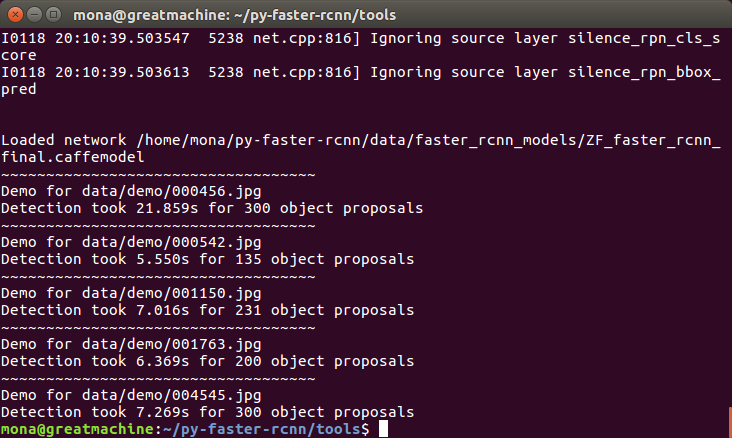 mona@greatmachine: ~/py-faster-rcnn/tools
I0118 20:10:39.503547  5238 net.cpp:816] Ignoring source layer silence_rpn_cls_s
core
I0118 20:10:39.503613  5238 net.cpp:816] Ignoring source layer silence_rpn_bbox_
pred
Loaded network /home/mona/py-faster-rcnn/data/faster_rcnn_models/ZF_faster_rcnn_
final.caffemodel
~~~~~~~~~~~~~~~~~~~~~~~~~~~~~~~~~~~
Demo for data/demo/000456.jpg
Detection took 21.859s for 300 object proposals
~~~~~~~~~~~~~~~~~~~~~~~~~~~~~~~~~~~
Demo for data/demo/000542.jpg
Detection took 5.550s for 135 object proposals
~~~~~~~~~~~~~~~~~~~~~~~~~~~~~~~~~~~
Demo for data/demo/001150.jpg
Detection took 7.016s for 231 object proposals
~~~~~~~~~~~~~~~~~~~~~~~~~~~~~~~~~~~
Demo for data/demo/001763.jpg
Detection took 6.369s for 200 object proposals
~~~~~~~~~~~~~~~~~~~~~~~~~~~~~~~~~~~
Demo for data/demo/004545.jpg
Detection took 7.269s for 300 object proposals
mona@greatmachine:~/py-faster-rcnn/tools$